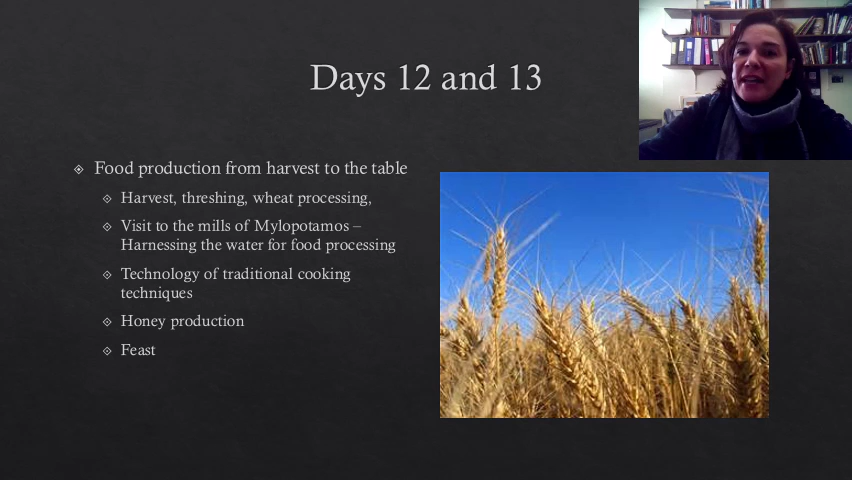 Days 12 and 13
Food production from harvest to the table
Harvest, threshing, wheat processing,
Visit to the mills of Mylopotamos –
Harnessing the water for food processing
Technology of traditional cooking
techniques
Honey production
Feast